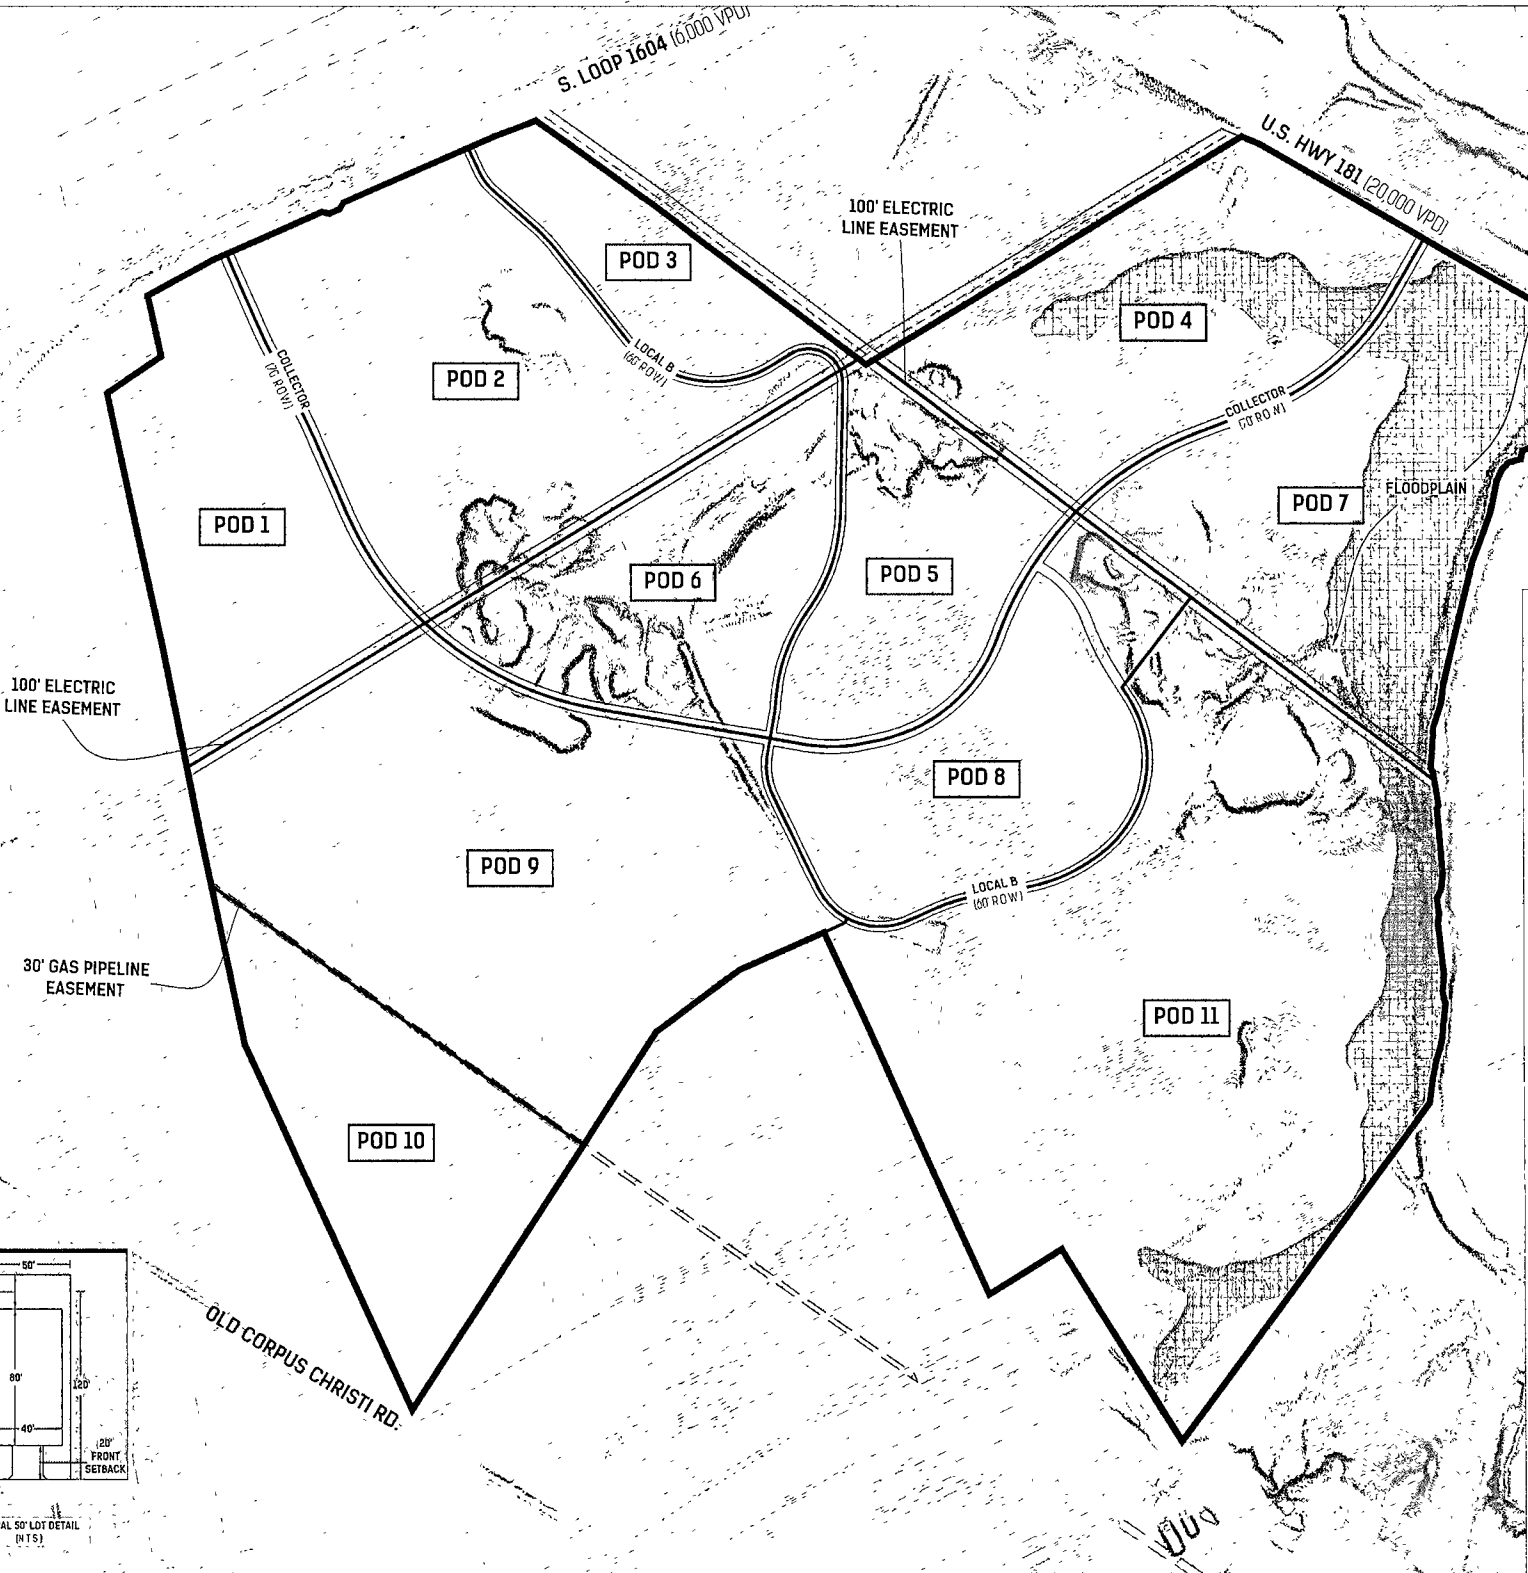 S. LOOP 1604 (6,000 VPD)
U.S. HWY 181 (20,000 VPD)
100' ELECTRIC
LINE EASEMENT
POD 3
POD 4
LOCAL B
(60' ROW)
COLLECTOR
(70' ROW)
POD 2
COLLECTOR
(70' ROW)
POD 1
POD 7
FLOODPLAIN
POD 6
POD 5
100' ELECTRIC
LINE EASEMENT
POD 8
POD 9
LOCAL B
(60' ROW)
30' GAS PIPELINE
EASEMENT
POD 11
POD 10
OLD CORPUS CHRISTI RD.
50'
80'
120'
40'
20'
FRONT
SETBACK
AL 50' LOT DETAIL
(NTS)